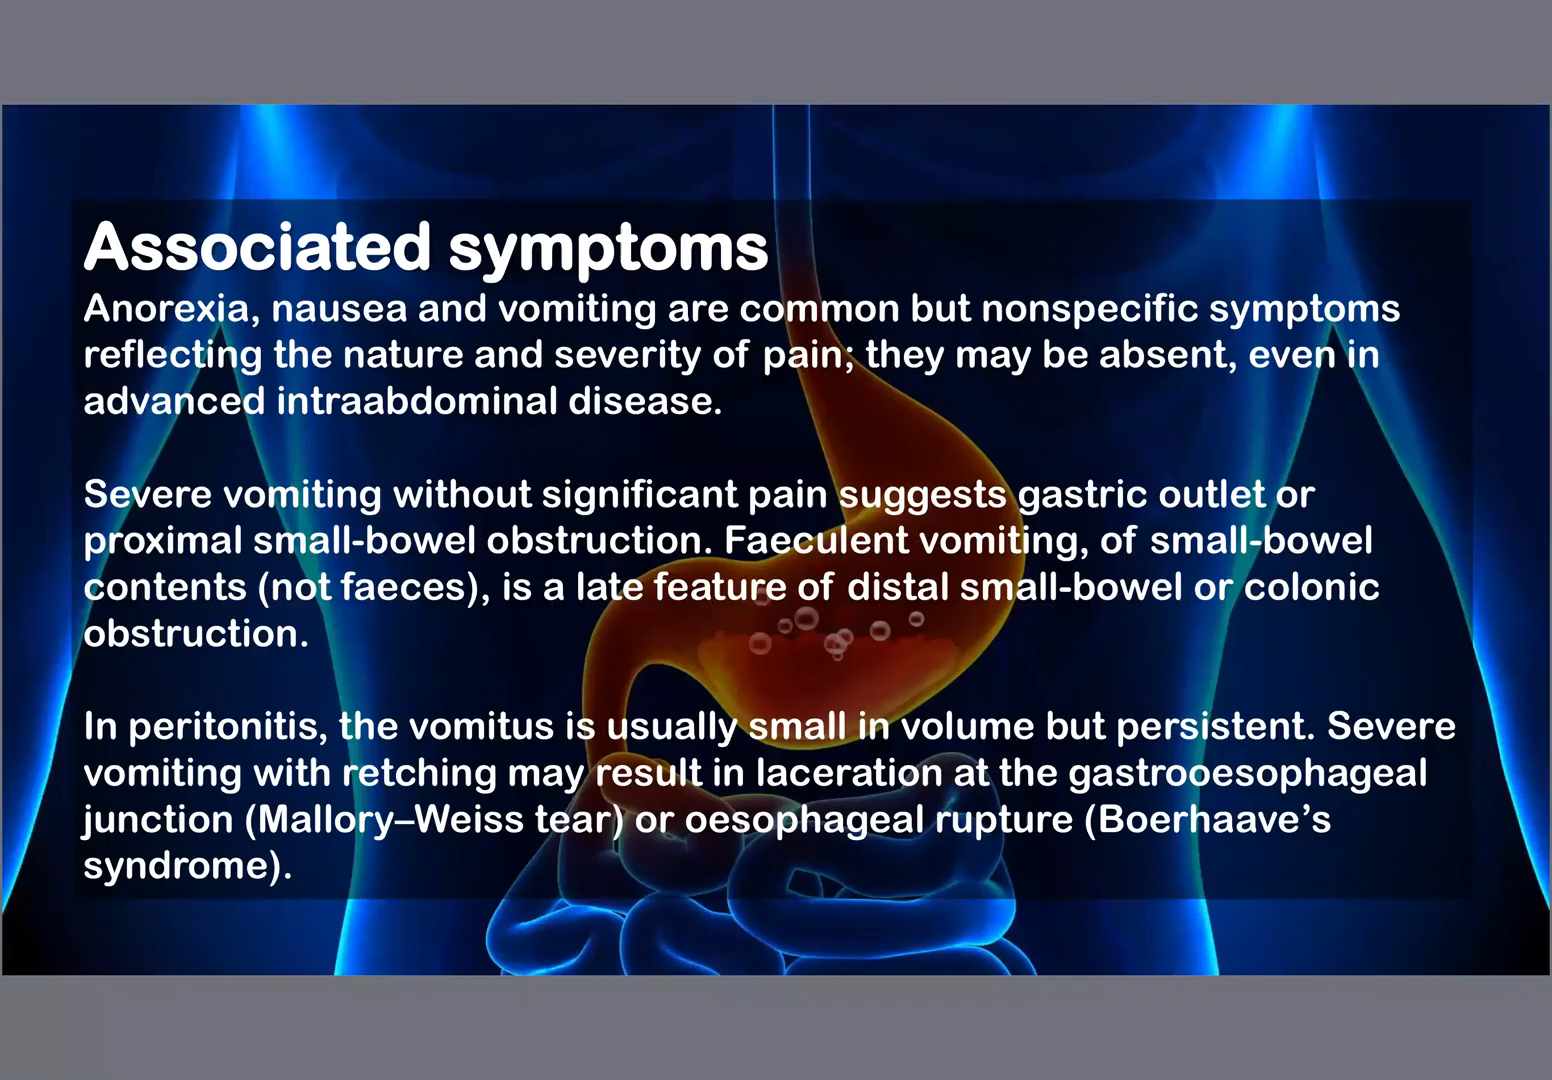 Associated symptoms
Anorexia, nausea and vomiting are common but nonspecific symptoms
reflecting the nature and severity of pain; they may be absent, even in
advanced intraabdominal disease.
Severe vomiting without significant pain suggests gastric outlet or
proximal small-bowel obstruction. Faeculent vomiting, of small-bowel
contents (not faeces), is a late feature of distal small-bowel or colonic
obstruction.
In peritonitis, the vomitus is usually small in volume but persistent. Severe
vomiting with retching may result in laceration at the gastrooesophageal
junction (Mallory–Weiss tear) or oesophageal rupture (Boerhaave’s
syndrome).